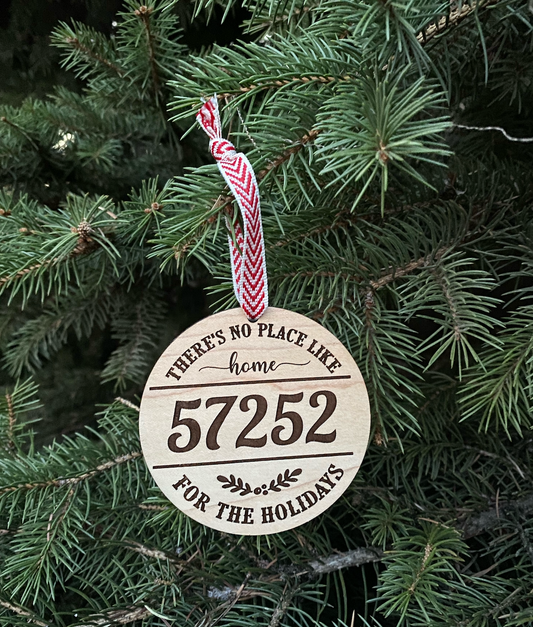 THERE'S NO PLACE LIKE
home
57252
FOR THE HOLIDAYS